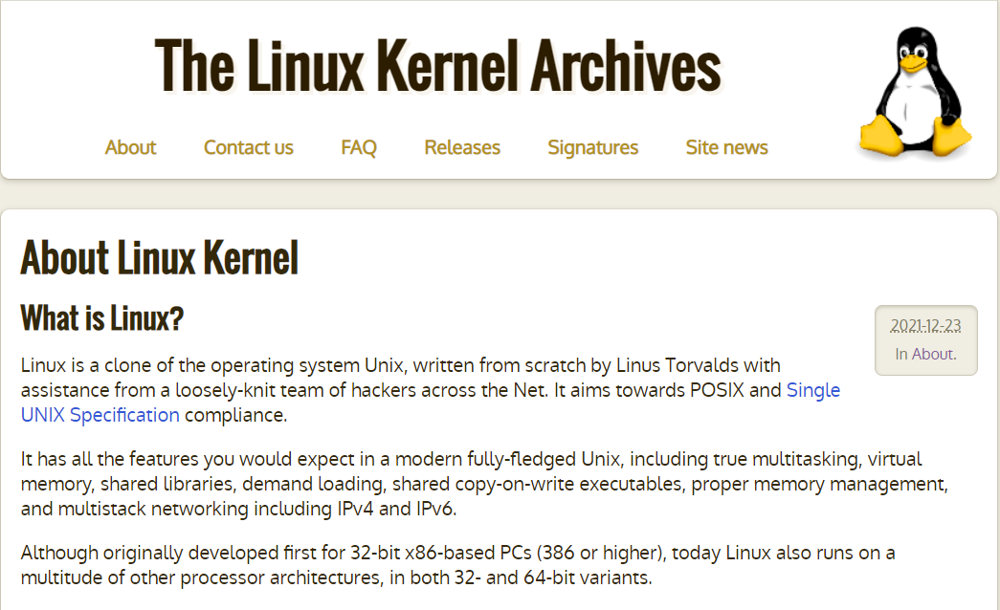 The Linux Kernel Archives
About Contact us FAQ Releases Signatures Site news
About Linux Kernel
What is Linux?
2021-12-23
In About.
Linux is a clone of the operating system Unix, written from scratch by Linus Torvalds with
assistance from a loosely-knit team of hackers across the Net. It aims towards POSIX and Single
UNIX Specification compliance.
It has all the features you would expect in a modern fully-fledged Unix, including true multitasking, virtual
memory, shared libraries, demand loading, shared copy-on-write executables, proper memory management,
and multistack networking including IPv4 and IPv6.
Although originally developed first for 32-bit x86-based PCs (386 or higher), today Linux also runs on a
multitude of other processor architectures, in both 32- and 64-bit variants.